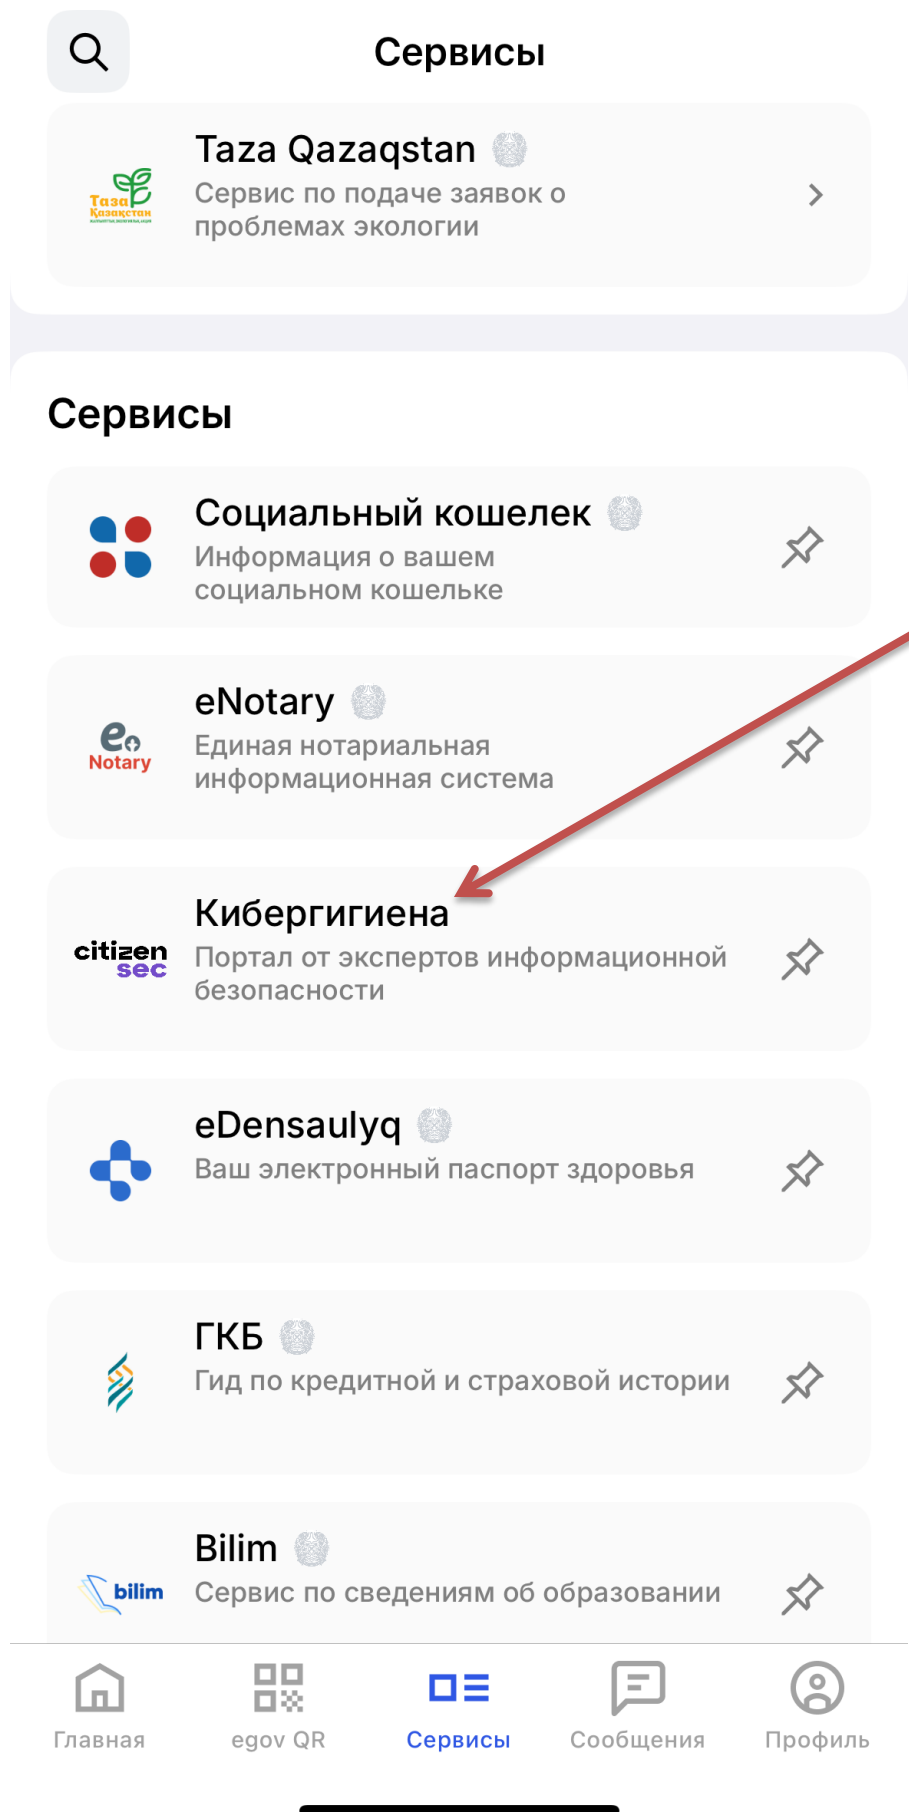 Сервисы
Taza Qazaqstan
Таза
Қазақстан
Сервис по подаче заявок о
проблемах экологии
Сервисы
Социальный кошелек
Информация о вашем
социальном кошельке
eNotary
e
Notary
Единая нотариальная
информационная система
Кибергигиена
citizen
sec
Портал от экспертов информационной
безопасности
eDensaulyq
Ваш электронный паспорт здоровья
ГКБ
Гид по кредитной и страховой истории
Bilim
bilim
Сервис по сведениям об образовании
Главная
egov QR
Сервисы
Сообщения
Профиль